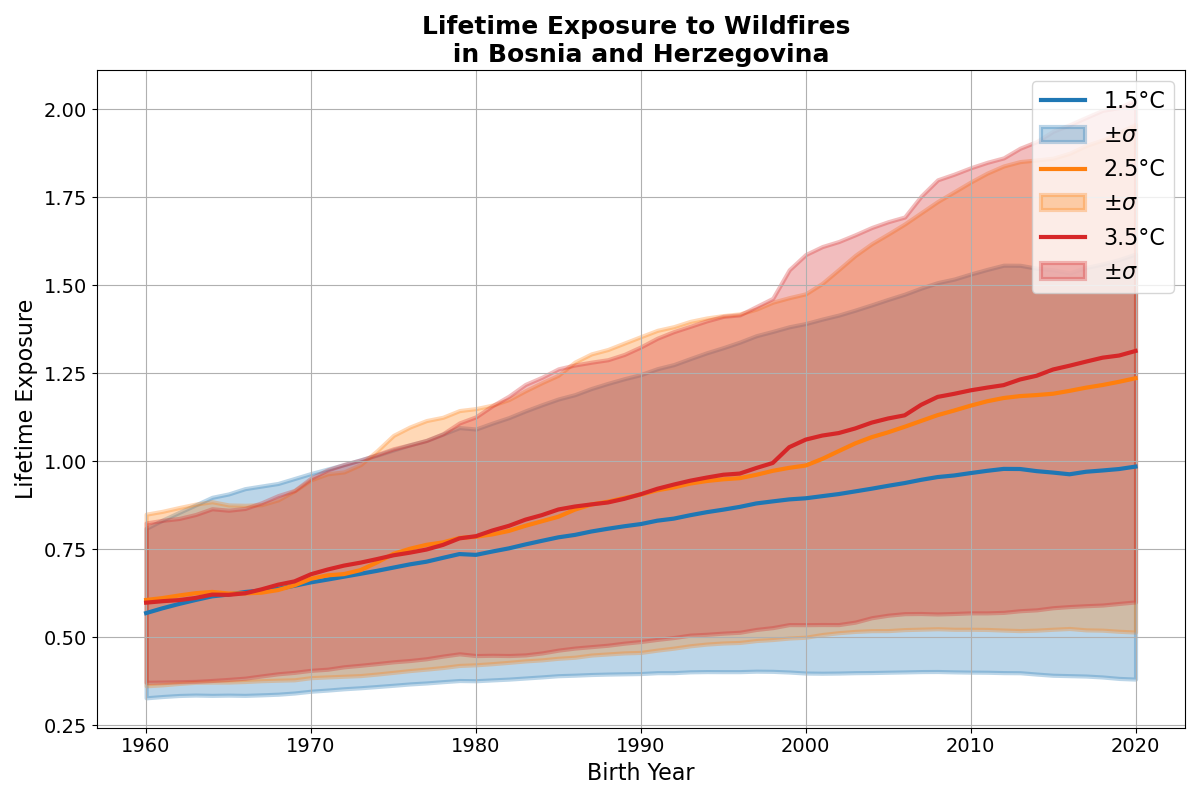 Lifetime Exposure to Wildfires
in Bosnia and Herzegovina
2.00
1.75
1.50
1.25
1.00
0.75
0.50
0.25
Lifetime Exposure
1.5°C
±σ
2.5°C
±σ
3.5°C
±σ
1960 1970 1980 1990 2000 2010 2020
Birth Year